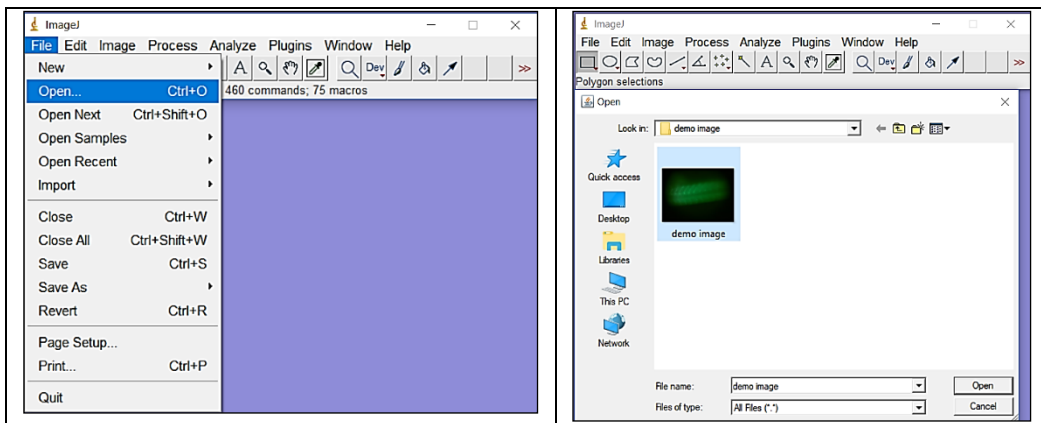 ImageJ
File Edit Image Process Analyze Plugins Window Help
New
A Dev >>
Open... Ctrl+O
460 commands; 75 macros
Open Next Ctrl+Shift+O
Open Samples
Open Recent
Import
Close Ctrl+W
Close All Ctrl+Shift+W
Save Ctrl+S
Save As
Revert Ctrl+R
Page Setup...
Print... Ctrl+P
Quit
ImageJ
File Edit Image Process Analyze Plugins Window Help
A Dev >>
Polygon selections
Open
Look in: demo image
Quick access
Desktop
Libraries
This PC
Network
demo image
File name: demo image Open
Files of type: All Files (*.*) Cancel